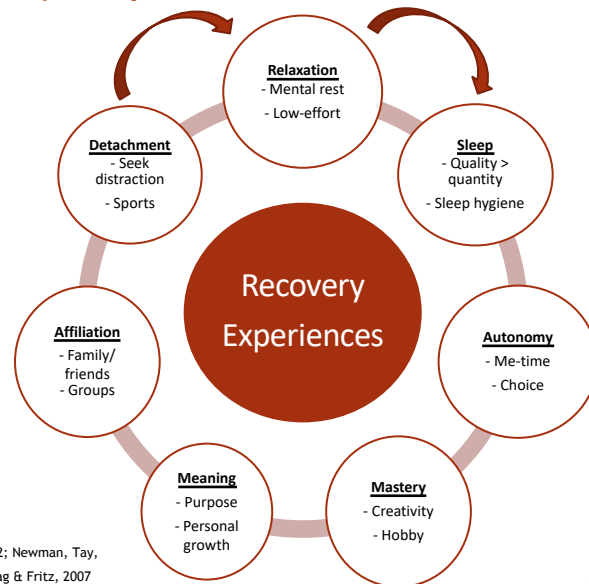 Relaxation
- Mental rest
- Low-effort
Detachment
- Seek
distraction
- Sports
Sleep
- Quality >
quantity
- Sleep hygiene
Recovery
Experiences
Affiliation
- Family/
friends
- Groups
Autonomy
- Me-time
- Choice
Meaning
- Purpose
- Personal
growth
Mastery
- Creativity
- Hobby
2; Newman, Tay,
ag & Fritz, 2007